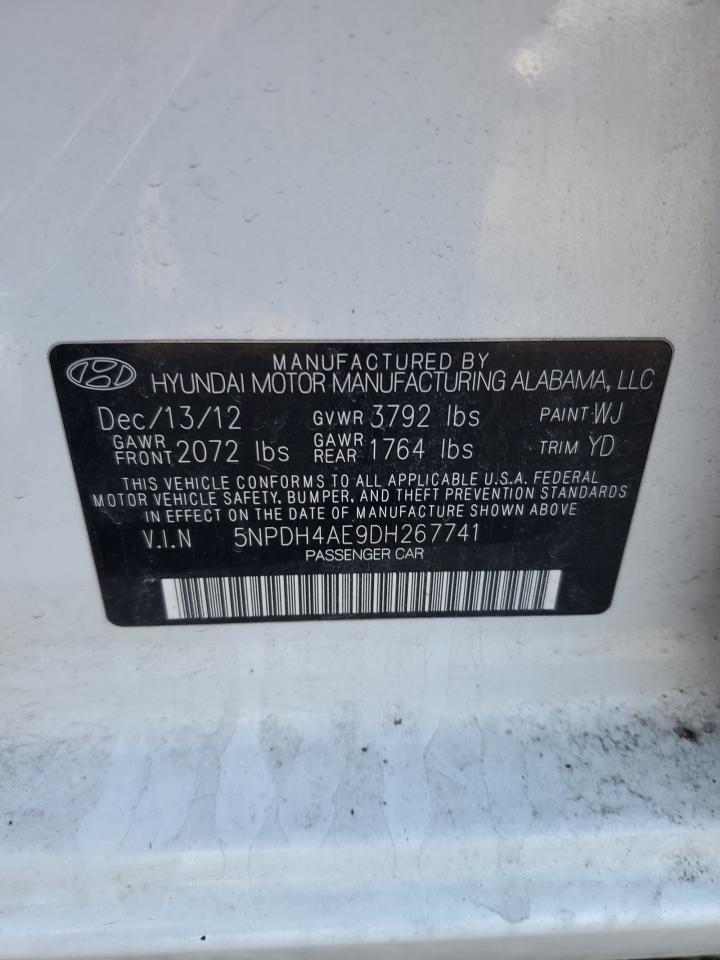 MANUFACTURED BY
HYUNDAI MOTOR MANUFACTURING ALABAMA, LLC
Dec/13/12 GVWR 3792 lbs PAINT WJ
GAWR FRONT 2072 lbs GAWR REAR 1764 lbs TRIM YD
THIS VEHICLE CONFORMS TO ALL APPLICABLE U.S.A. FEDERAL
MOTOR VEHICLE SAFETY, BUMPER, AND THEFT PREVENTION STANDARDS
IN EFFECT ON THE DATE OF MANUFACTURE SHOWN ABOVE.
V.I.N 5NPDH4AE9DH267741
PASSENGER CAR